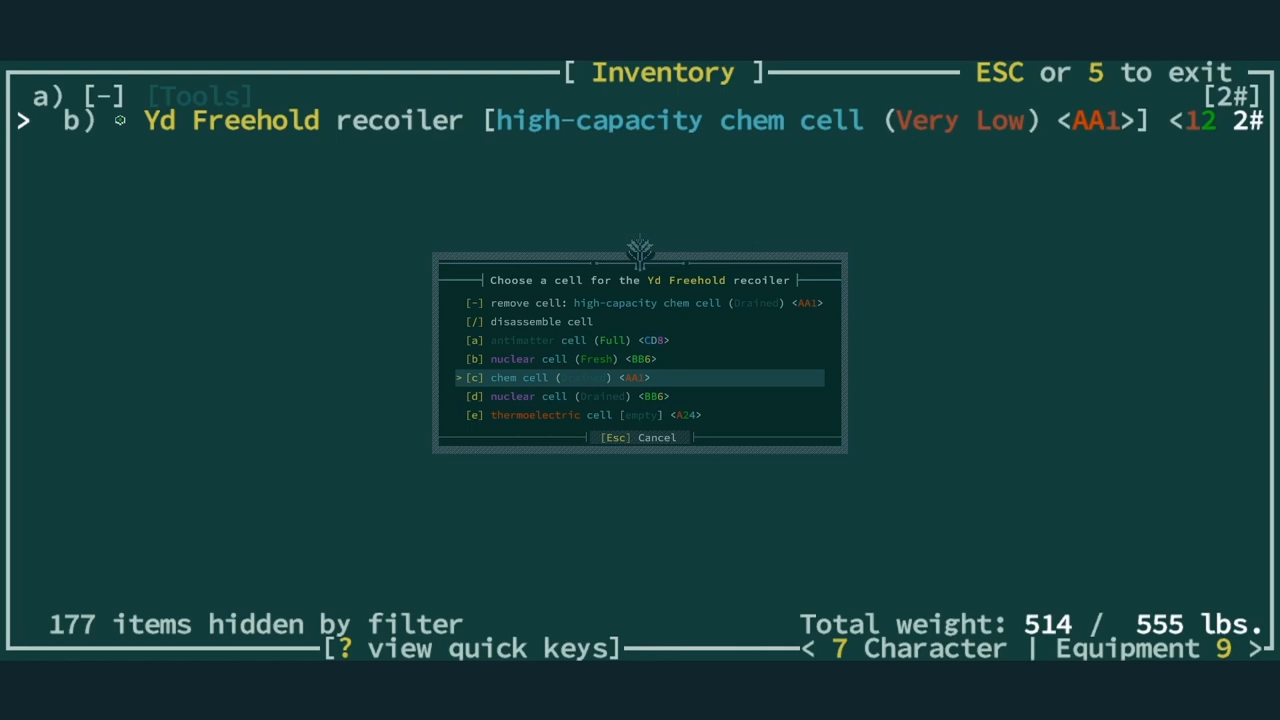 [ Inventory ] ESC or 5 to exit
a) [-] [Tools] [2#]
> b) Yd Freehold recoiler [high-capacity chem cell (Very Low) <AA1>] <12 2#
Choose a cell for the Yd Freehold recoiler
[-] remove cell: high-capacity chem cell (Drained) <AA1>
[/] disassemble cell
[a] antimatter cell (Full) <CD8>
[b] nuclear cell (Fresh) <BB6>
>[c] chem cell (Drained) <AA1>
[d] nuclear cell (Drained) <BB6>
[e] thermoelectric cell [empty] <A24>
[Esc] Cancel
177 items hidden by filter Total weight: 514 / 555 lbs.
[? view quick keys] < 7 Character | Equipment 9 >